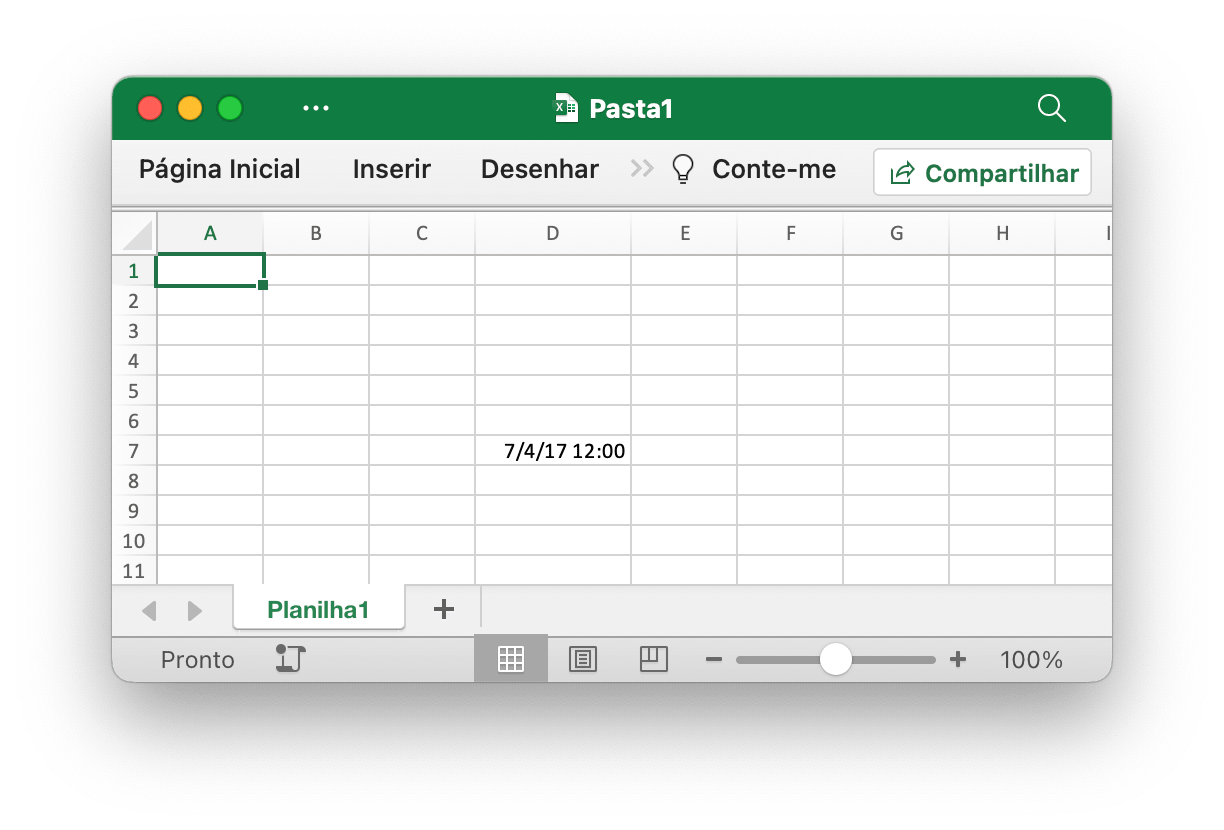 Pasta1
Página Inicial Inserir Desenhar Conte-me Compartilhar
A B C D E F G H I
1
2
3
4
5
6
7 7/4/17 12:00
8
9
10
11
Planilha1
Pronto 100%